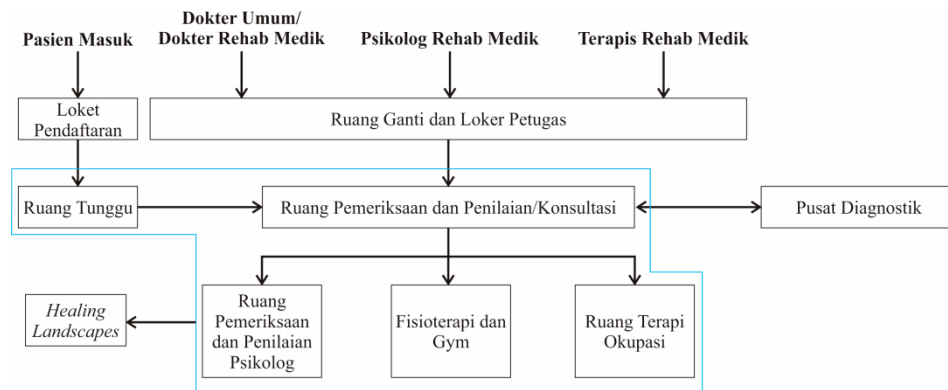 Pasien Masuk
Dokter Umum/
Dokter Rehab Medik
Psikolog Rehab Medik
Terapis Rehab Medik
Loket
Pendaftaran
Ruang Ganti dan Loker Petugas
Ruang Tunggu
Ruang Pemeriksaan dan Penilaian/Konsultasi
Pusat Diagnostik
Healing
Landscapes
Ruang
Pemeriksaan
dan Penilaian
Psikolog
Fisioterapi dan
Gym
Ruang Terapi
Okupasi